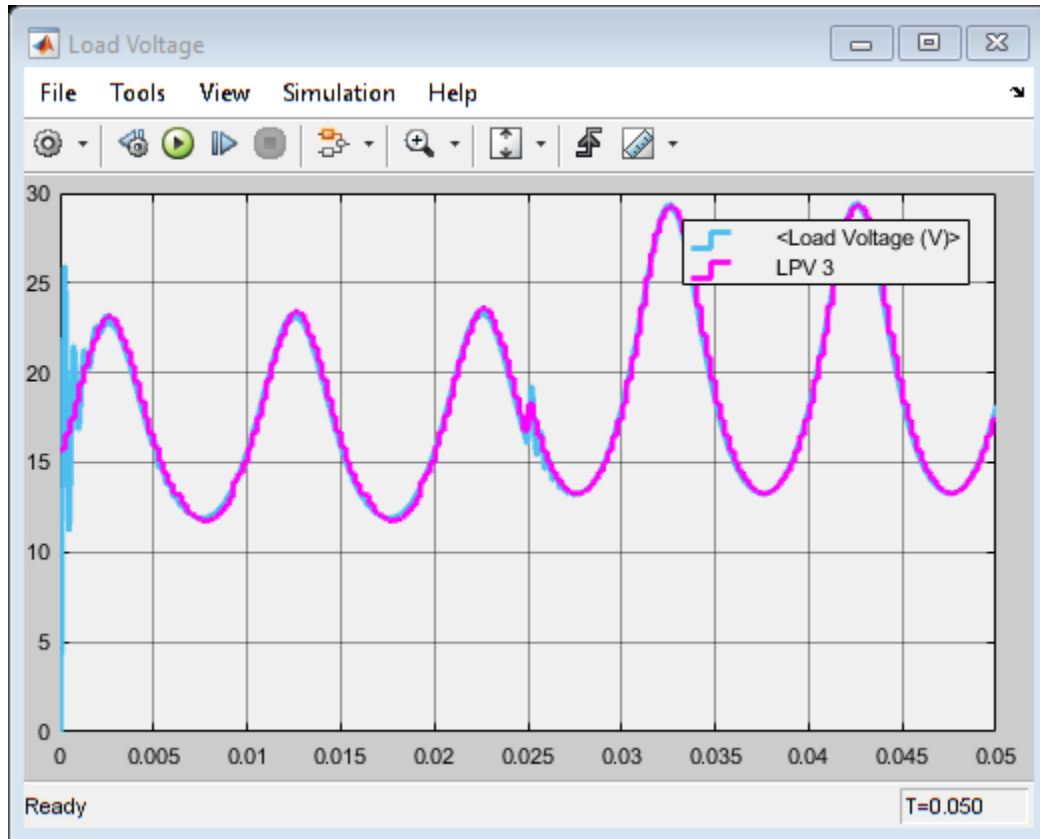 Load Voltage
File Tools View Simulation Help
30
25
20
15
10
5
0
<Load Voltage (V)>
LPV 3
0 0.005 0.01 0.015 0.02 0.025 0.03 0.035 0.04 0.045 0.05
Ready T=0.050